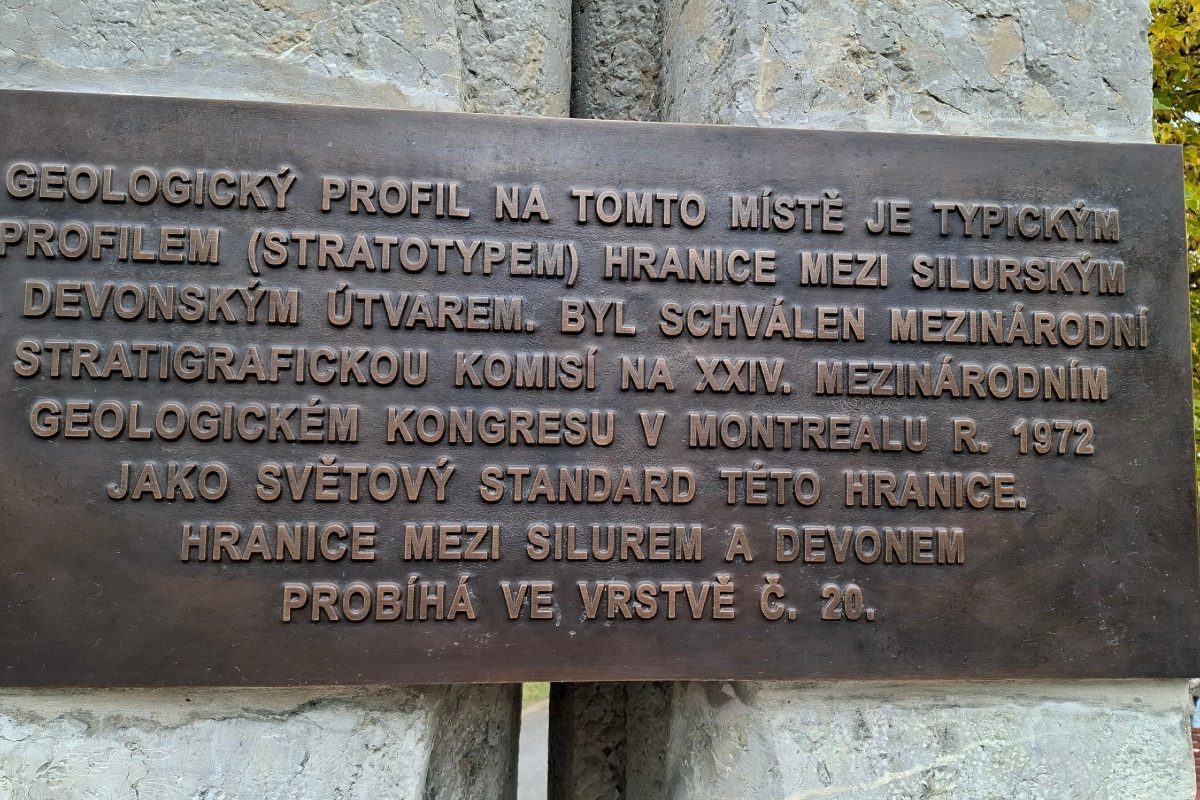 GEOLOGICKÝ PROFIL NA TOMTO MÍSTĚ JE TYPICKÝM
PROFILEM (STRATOTYPEM) HRANICE MEZI SILURSKÝM
DEVONSKÝM ÚTVAREM. BYL SCHVÁLEN MEZINÁRODNÍ
STRATIGRAFICKOU KOMISÍ NA XXIV. MEZINÁRODNÍM
GEOLOGICKÉM KONGRESU V MONTREALU R. 1972
JAKO SVĚTOVÝ STANDARD TÉTO HRANICE.
HRANICE MEZI SILUREM A DEVONEM
PROBÍHÁ VE VRSTVĚ Č. 20.